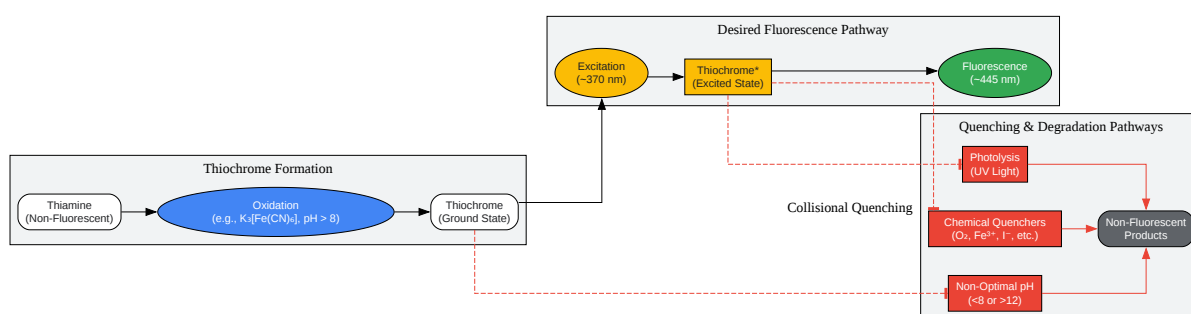 Desired Fluorescence Pathway
Excitation
(~370 nm)
Thiochrome*
(Excited State)
Fluorescence
(~445 nm)
Quenching & Degradation Pathways
Photolysis
(UV Light)
Thiochrome Formation
Thiamine
(Non-Fluorescent)
Oxidation
(e.g., K₃[Fe(CN)₆], pH > 8)
Thiochrome
(Ground State)
Collisional Quenching
Chemical Quenchers
(O₂, Fe³⁺, I⁻, etc.)
Non-Fluorescent
Products
Non-Optimal pH
(<8 or >12)